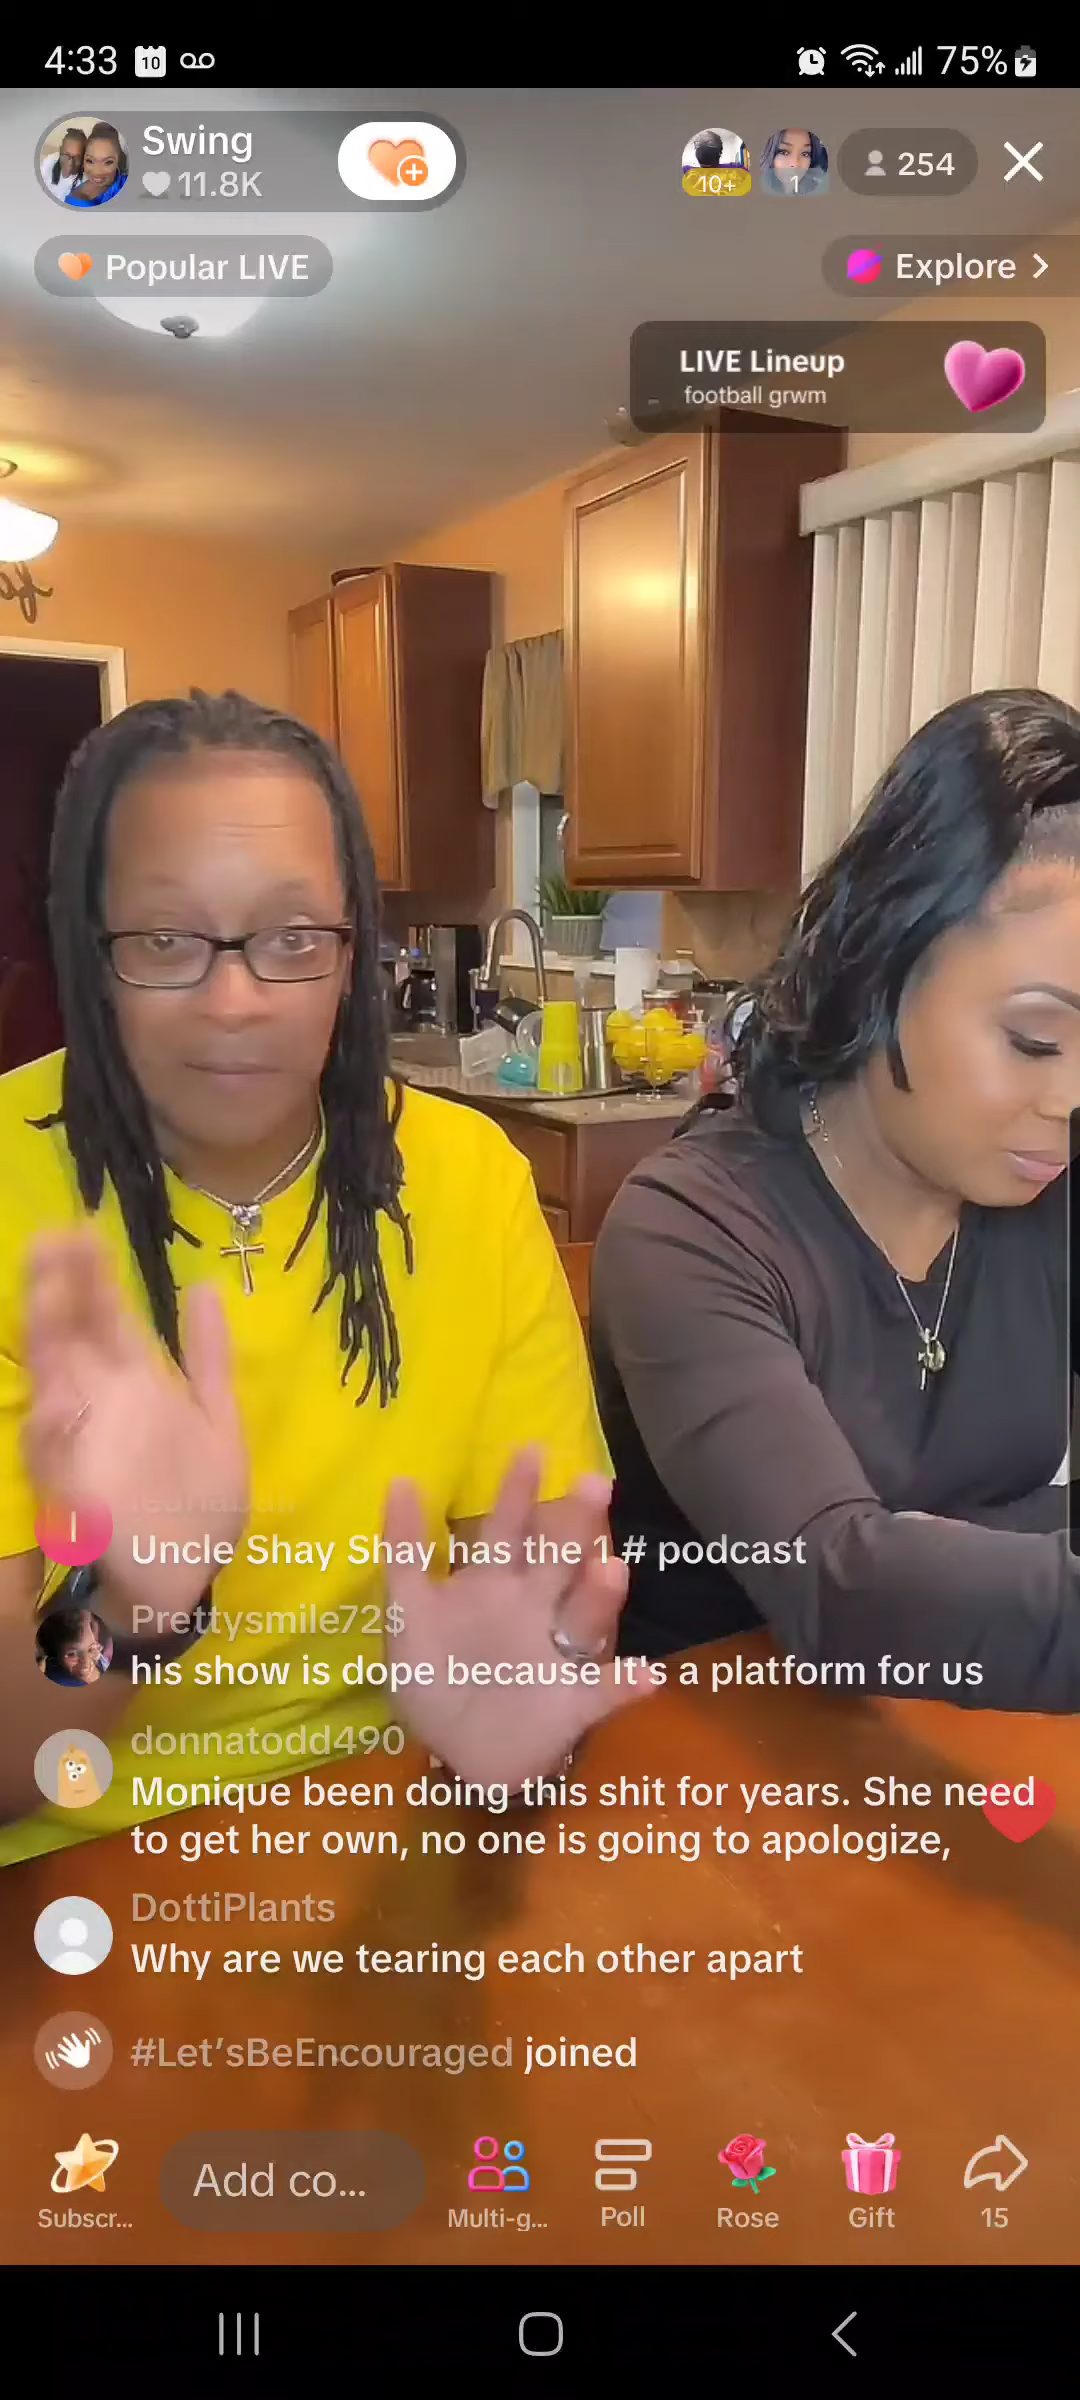 4:33
10
75%
Swing
11.8K
10+
1
254
Popular LIVE
Explore
LIVE Lineup
football grwm
I
Uncle Shay Shay has the 1 # podcast
Prettysmile72$
his show is dope because It's a platform for us
donnatodd490
Monique been doing this shit for years. She need
to get her own, no one is going to apologize,
DottiPlants
Why are we tearing each other apart
#Let’sBeEncouraged joined
Subscr...
Add co...
Multi-g...
Poll
Rose
Gift
15